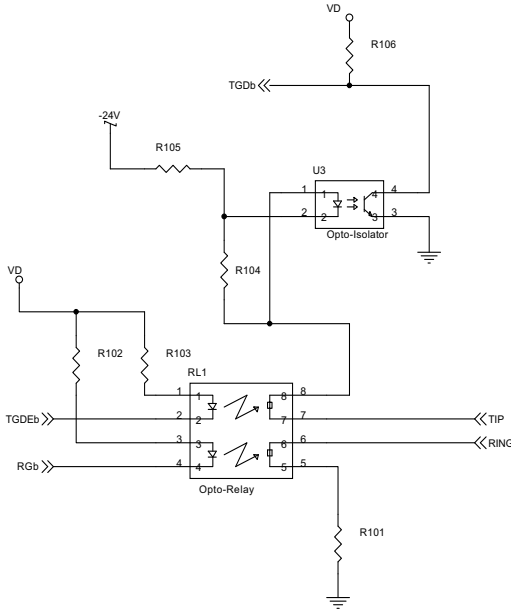 VD
R106
TGDb
-24V
R105
U3
1 1 4 4
2 2 3 3
Opto-Isolator
R104
VD
R102 R103
RL1
1 1 8 8
TGDEb 2 2 7 7 TIP
3 3 6 6 RING
RGb 4 4 5 5
Opto-Relay
R101